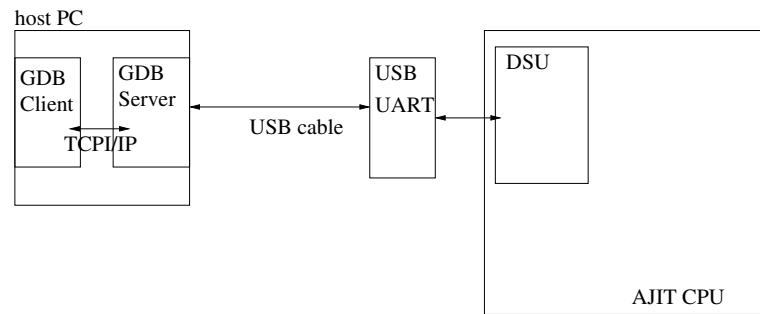 host PC
GDB
Client
GDB
Server
TCPI/IP
USB cable
USB
UART
DSU
AJIT CPU